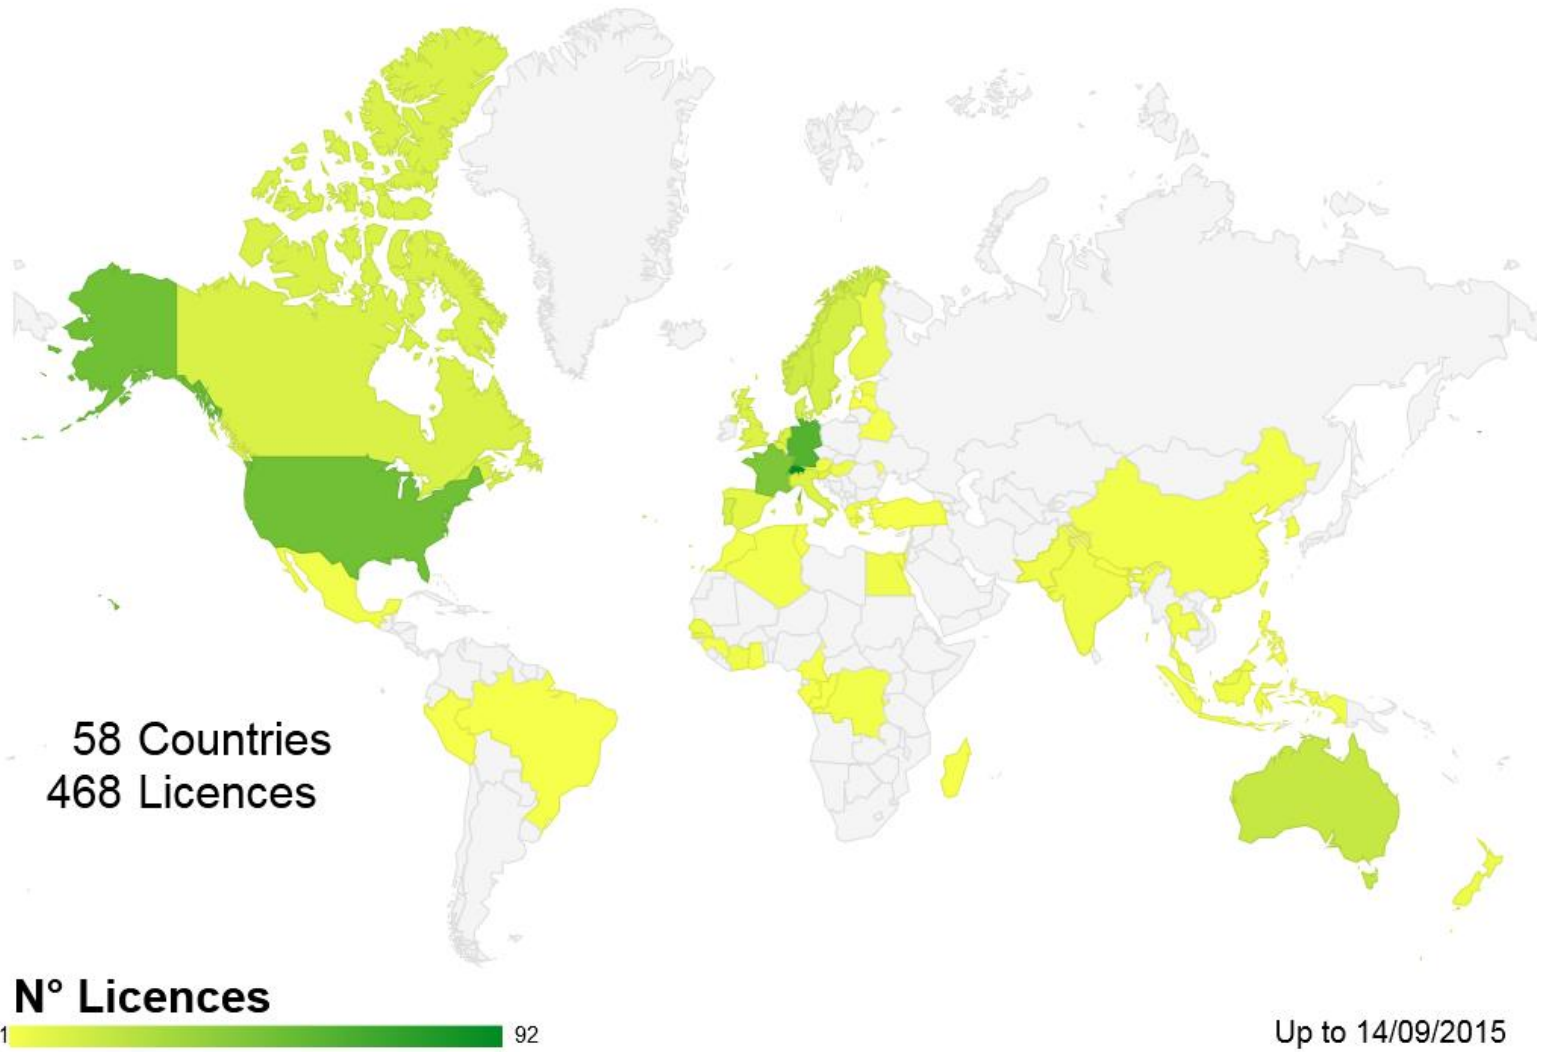 58 Countries
468 Licences
N° Licences
1 92
Up to 14/09/2015